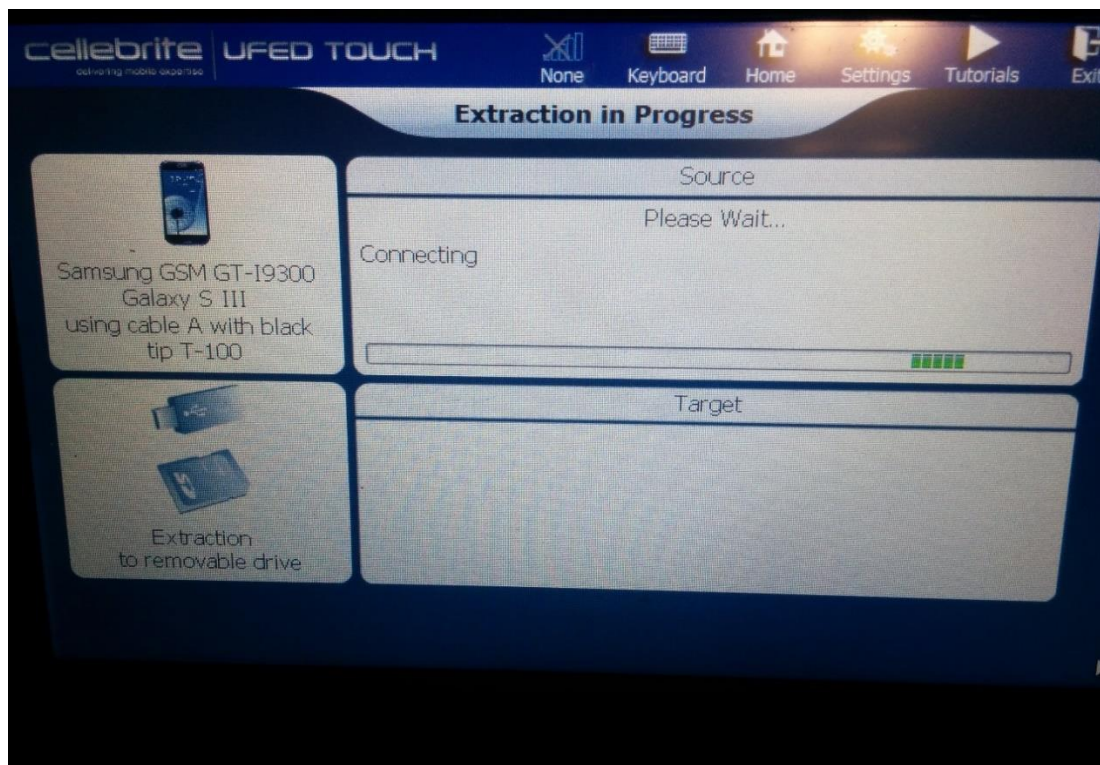 cellebrite UFED TOUCH
delivering mobile expertise
None Keyboard Home Settings Tutorials Exit
Extraction in Progress
Samsung GSM GT-I9300
Galaxy S III
using cable A with black
tip T-100
Source
Please Wait...
Connecting
Extraction
to removable drive
Target